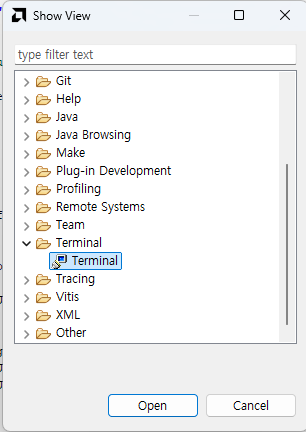 Show View
type filter text
Git
Help
Java
Java Browsing
Make
Plug-in Development
Profiling
Remote Systems
Team
Terminal
Terminal
Tracing
Vitis
XML
Other
Open
Cancel